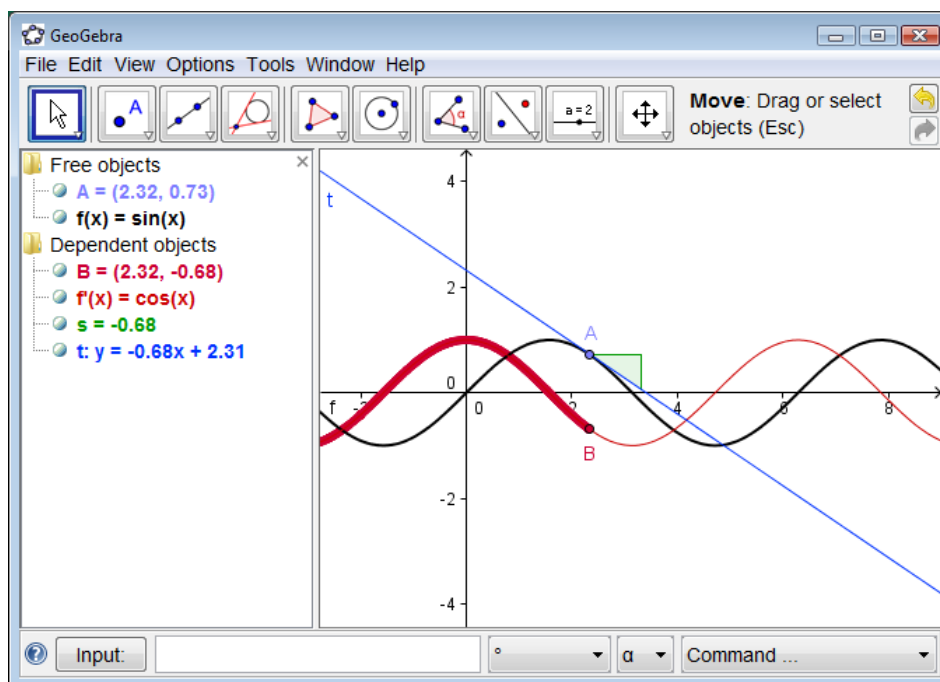 GeoGebra
File Edit View Options Tools Window Help
A
α
a=2
Move: Drag or select
objects (Esc)
Free objects
A = (2.32, 0.73)
f(x) = sin(x)
Dependent objects
B = (2.32, -0.68)
f'(x) = cos(x)
s = -0.68
t: y = -0.68x + 2.31
t
4
2
A
0
f -2 0 2 4 6 8
B
-2
-4
Input: ° α Command ...